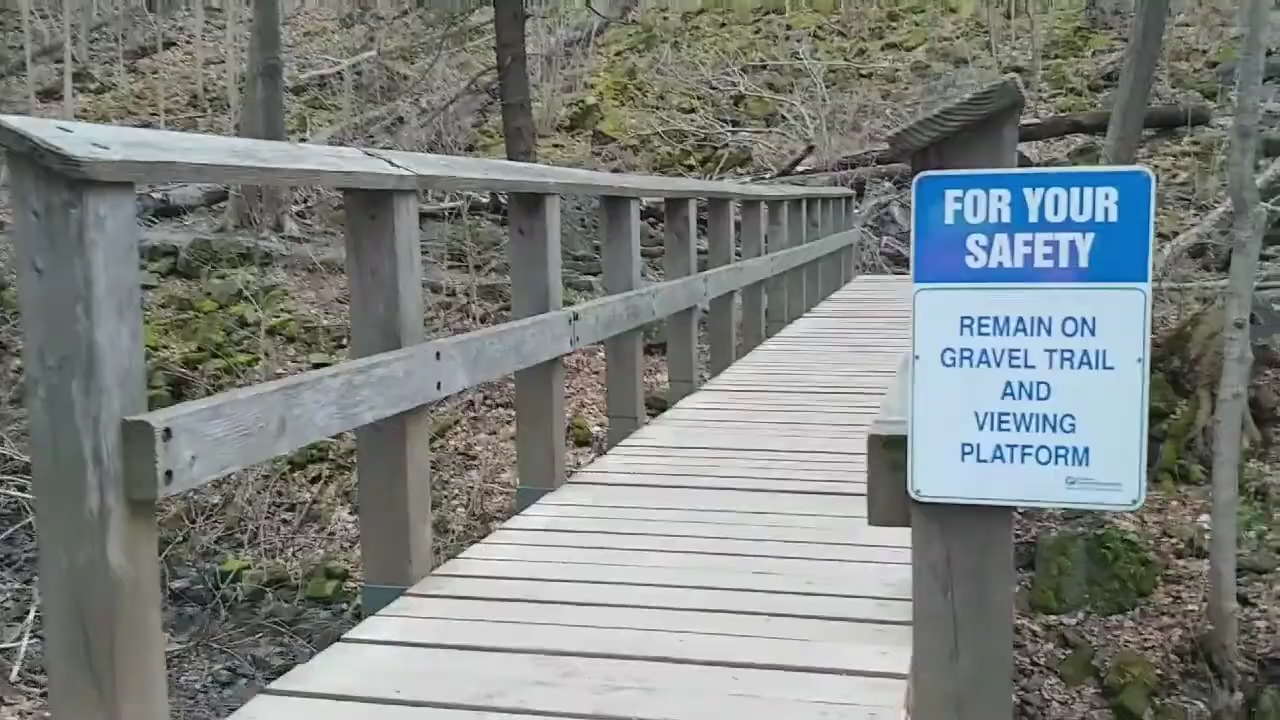 FOR YOUR
SAFETY
REMAIN ON
GRAVEL TRAIL
AND
VIEWING
PLATFORM